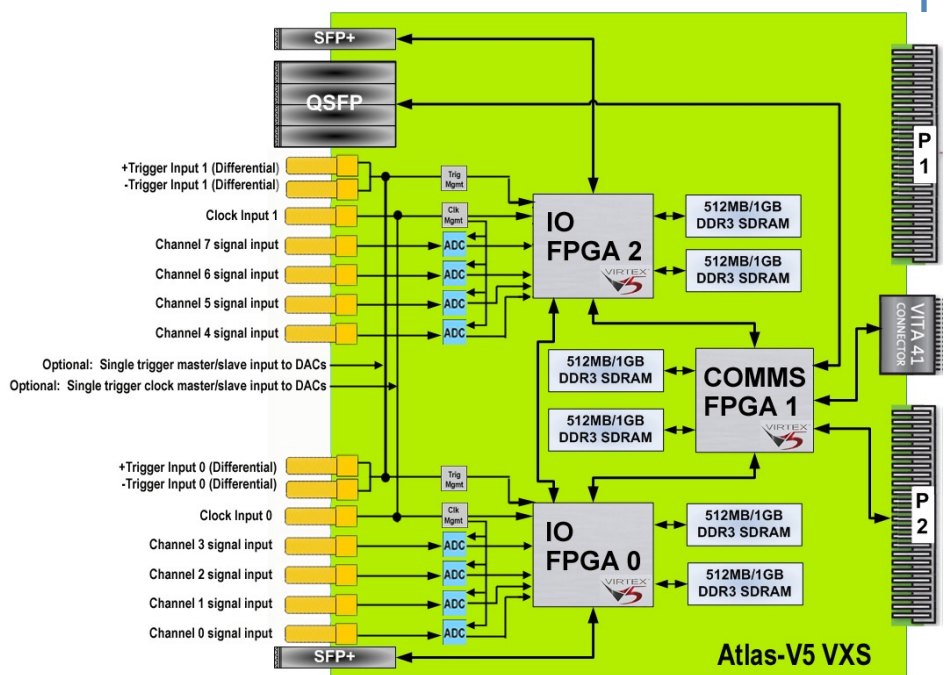 SFP+
QSFP
+Trigger Input 1 (Differential)
-Trigger Input 1 (Differential)
Clock Input 1
Channel 7 signal input
Channel 6 signal input
Channel 5 signal input
Channel 4 signal input
Trig
Mgmt
Clk
Mgmt
ADC
ADC
ADC
ADC
IO
FPGA 2
VIRTEX
5
512MB/1GB
DDR3 SDRAM
512MB/1GB
DDR3 SDRAM
P
1
VITA 41
CONNECTOR
Optional: Single trigger master/slave input to DACs
Optional: Single trigger clock master/slave input to DACs
512MB/1GB
DDR3 SDRAM
512MB/1GB
DDR3 SDRAM
COMMS
FPGA 1
VIRTEX
5
P
2
+Trigger Input 0 (Differential)
-Trigger Input 0 (Differential)
Clock Input 0
Channel 3 signal input
Channel 2 signal input
Channel 1 signal input
Channel 0 signal input
Trig
Mgmt
Clk
Mgmt
ADC
ADC
ADC
ADC
IO
FPGA 0
VIRTEX
5
512MB/1GB
DDR3 SDRAM
512MB/1GB
DDR3 SDRAM
SFP+
Atlas-V5 VXS